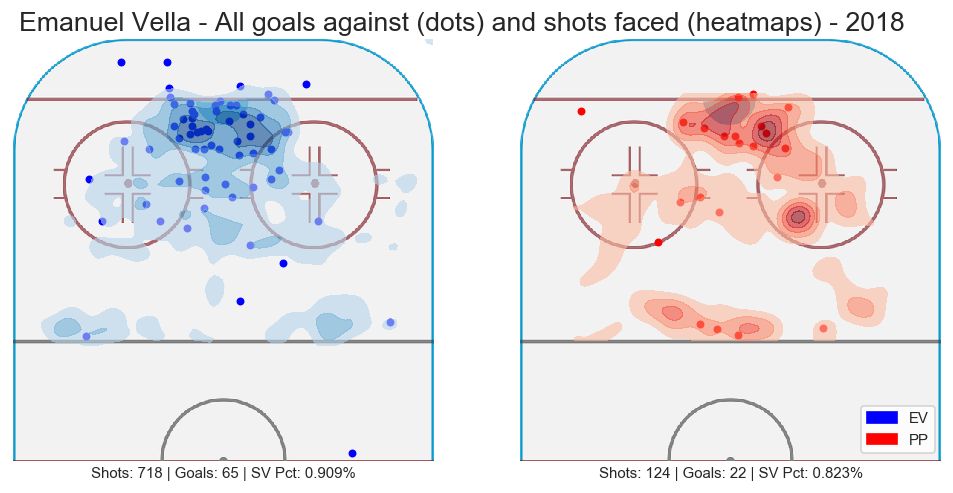 Emanuel Vella - All goals against (dots) and shots faced (heatmaps) - 2018
EV
PP
Shots: 718 | Goals: 65 | SV Pct: 0.909%
Shots: 124 | Goals: 22 | SV Pct: 0.823%